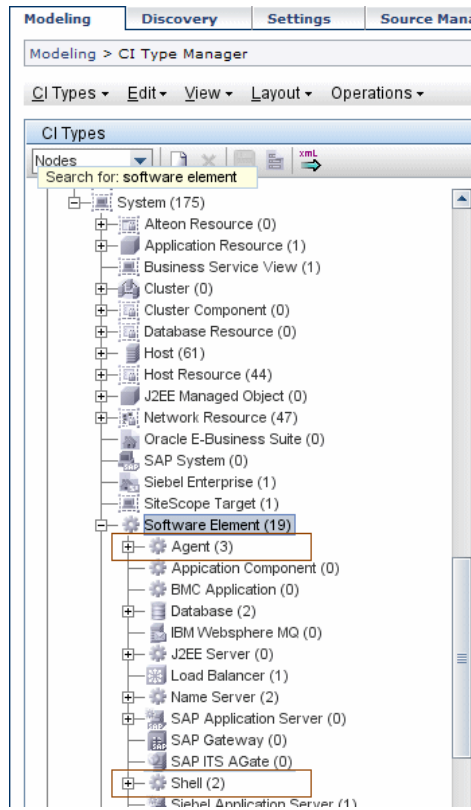 Modeling Discovery Settings Source Mana
Modeling > CI Type Manager
CI Types Edit View Layout Operations
CI Types
Nodes xml
Search for: software element
System (175)
Alteon Resource (0)
Application Resource (1)
Business Service View (1)
Cluster (0)
Cluster Component (0)
Database Resource (0)
Host (61)
Host Resource (44)
J2EE Managed Object (0)
Network Resource (47)
Oracle E-Business Suite (0)
SAP System (0)
Siebel Enterprise (1)
SiteScope Target (1)
Software Element (19)
Agent (3)
Appication Component (0)
BMC Application (0)
Database (2)
IBM Websphere MQ (0)
J2EE Server (0)
Load Balancer (1)
Name Server (2)
SAP Application Server (0)
SAP Gateway (0)
SAP ITS AGate (0)
Shell (2)
Siebel Application Server (1)